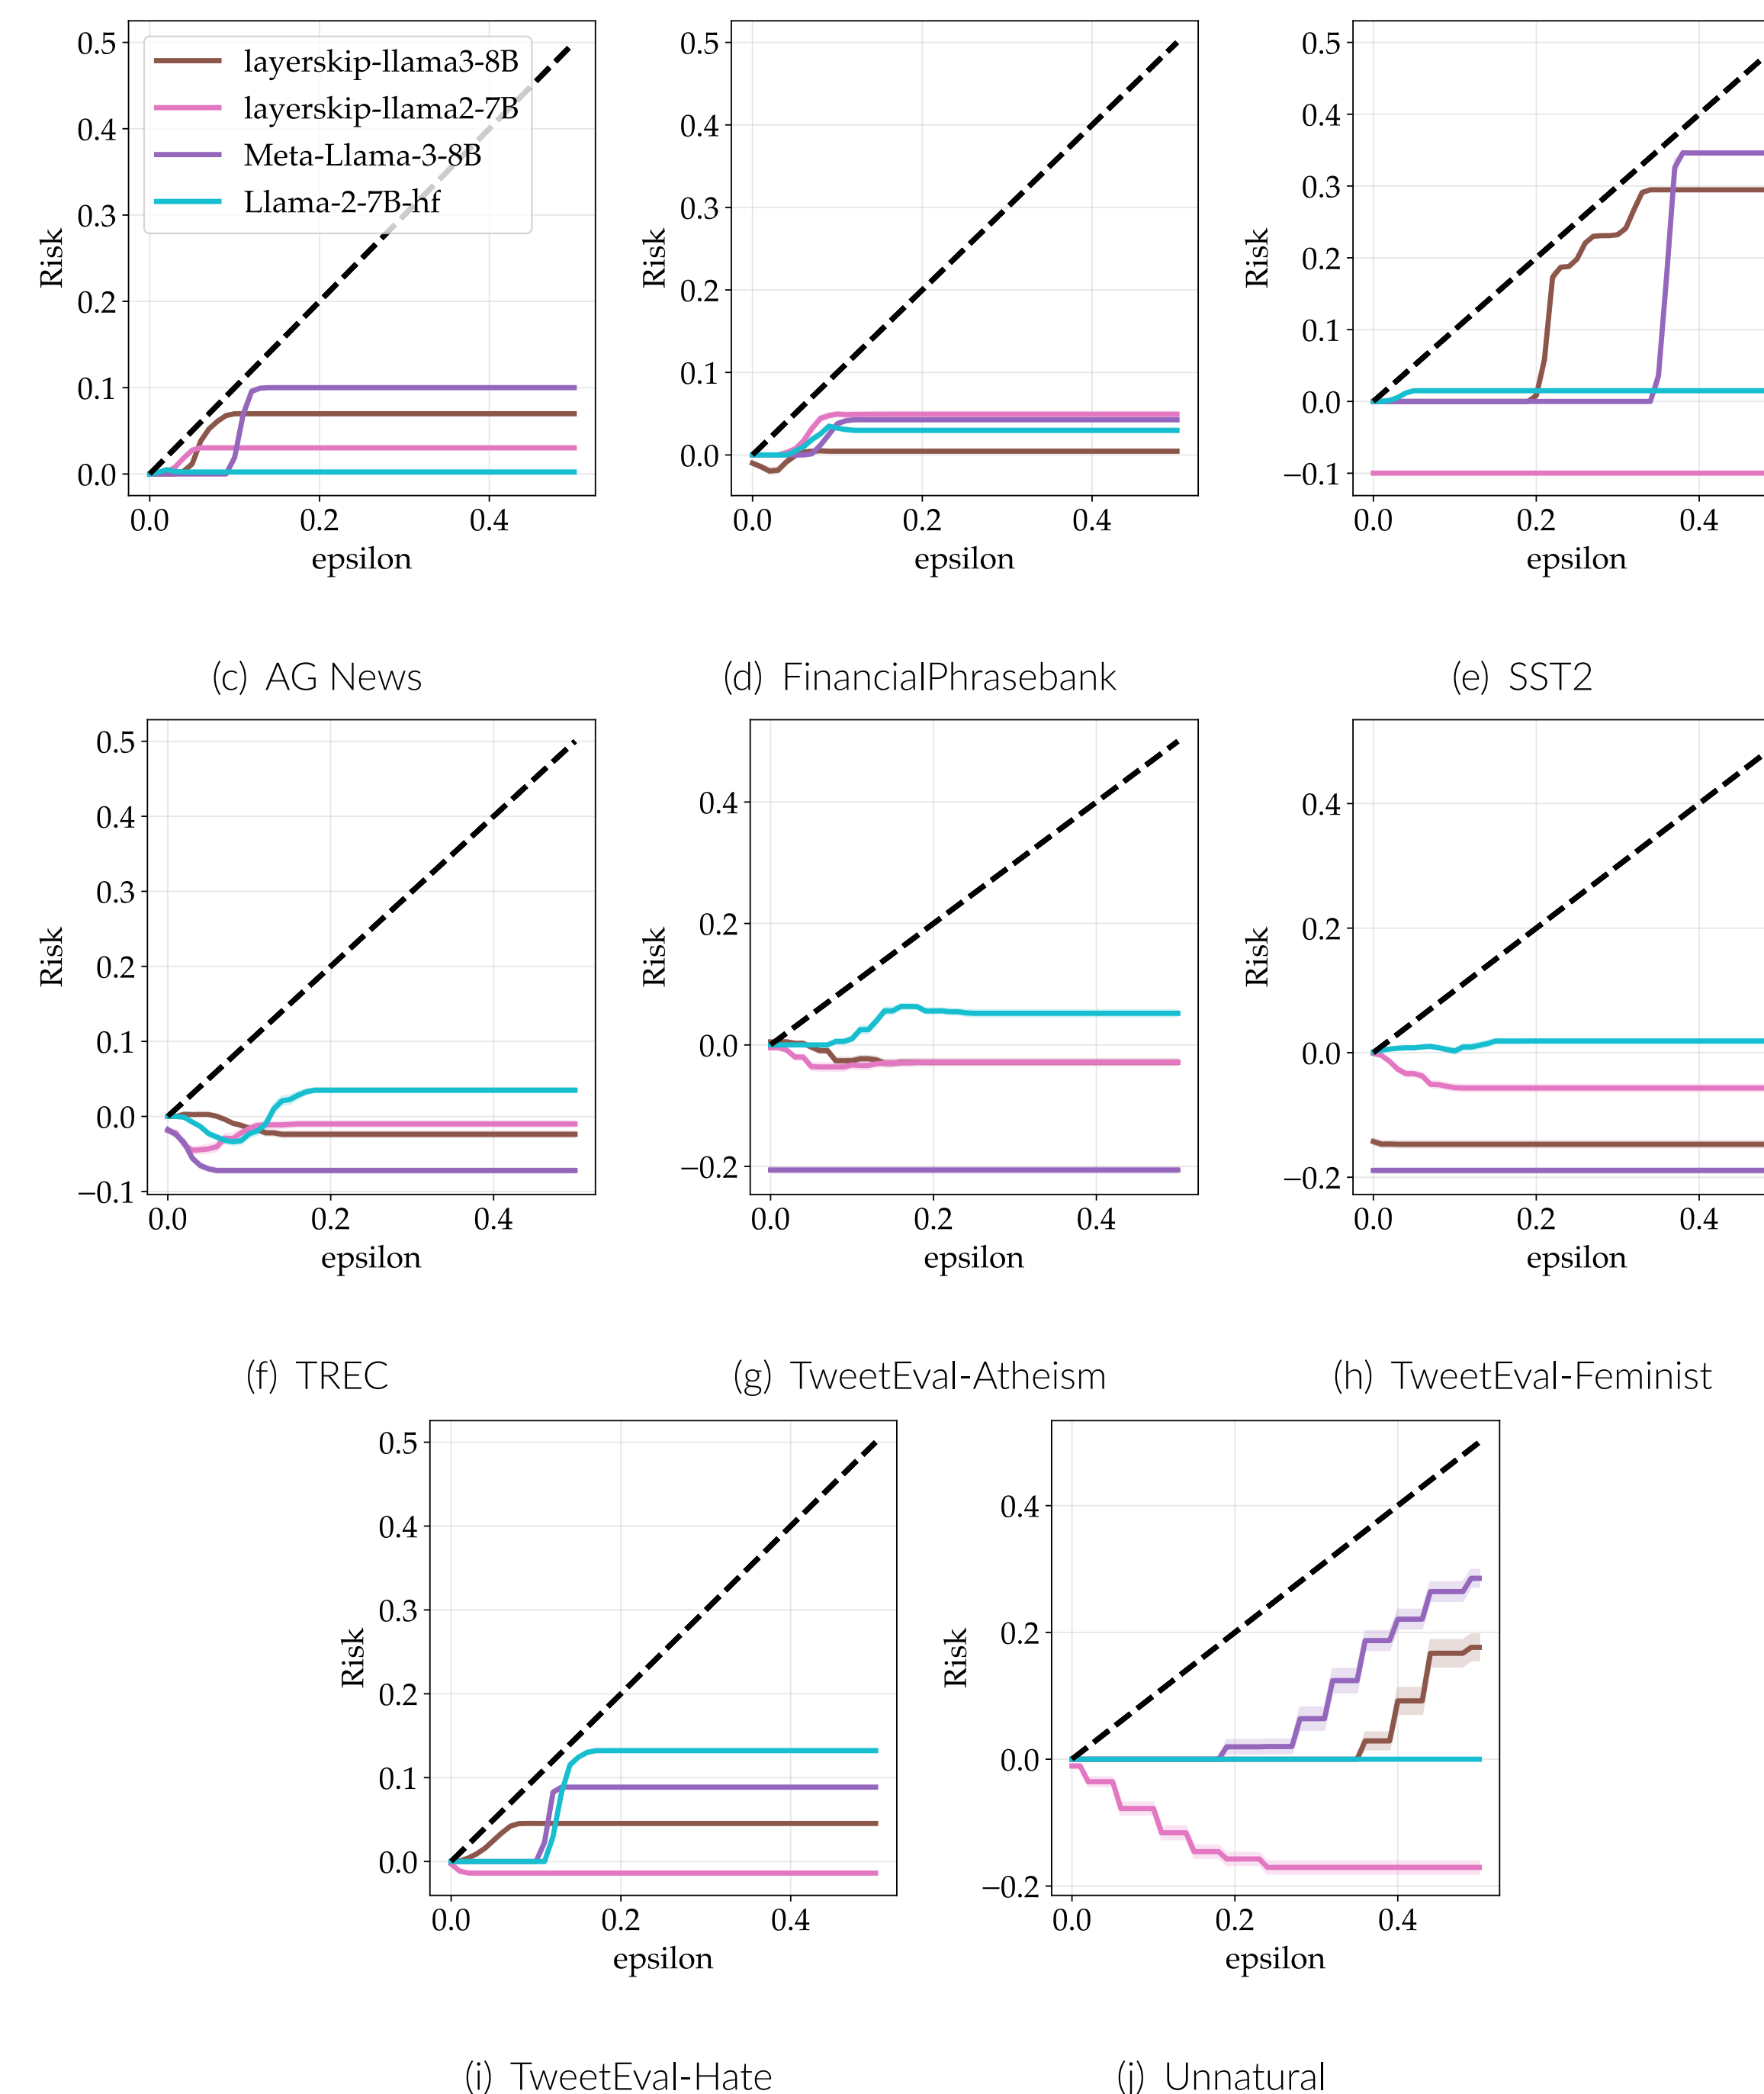 0.5
0.4
0.3
0.2
0.1
0.0
Risk
layerskip-llama3-8B
layerskip-llama2-7B
Meta-Llama-3-8B
Llama-2-7B-hf
0.0 0.2 0.4
epsilon
0.5
0.4
0.3
0.2
0.1
0.0
Risk
0.0 0.2 0.4
epsilon
0.5
0.4
0.3
0.2
0.1
0.0
−0.1
Risk
0.0 0.2 0.4
epsilon
(c) AG News
(d) FinancialPhrasebank
(e) SST2
0.5
0.4
0.3
0.2
0.1
0.0
−0.1
Risk
0.0 0.2 0.4
epsilon
0.4
0.2
0.0
−0.2
Risk
0.0 0.2 0.4
epsilon
0.4
0.2
0.0
−0.2
Risk
0.0 0.2 0.4
epsilon
(f) TREC
(g) TweetEval-Atheism
(h) TweetEval-Feminist
0.5
0.4
0.3
0.2
0.1
0.0
Risk
0.0 0.2 0.4
epsilon
0.4
0.2
0.0
−0.2
Risk
0.0 0.2 0.4
epsilon
(i) TweetEval-Hate
(j) Unnatural